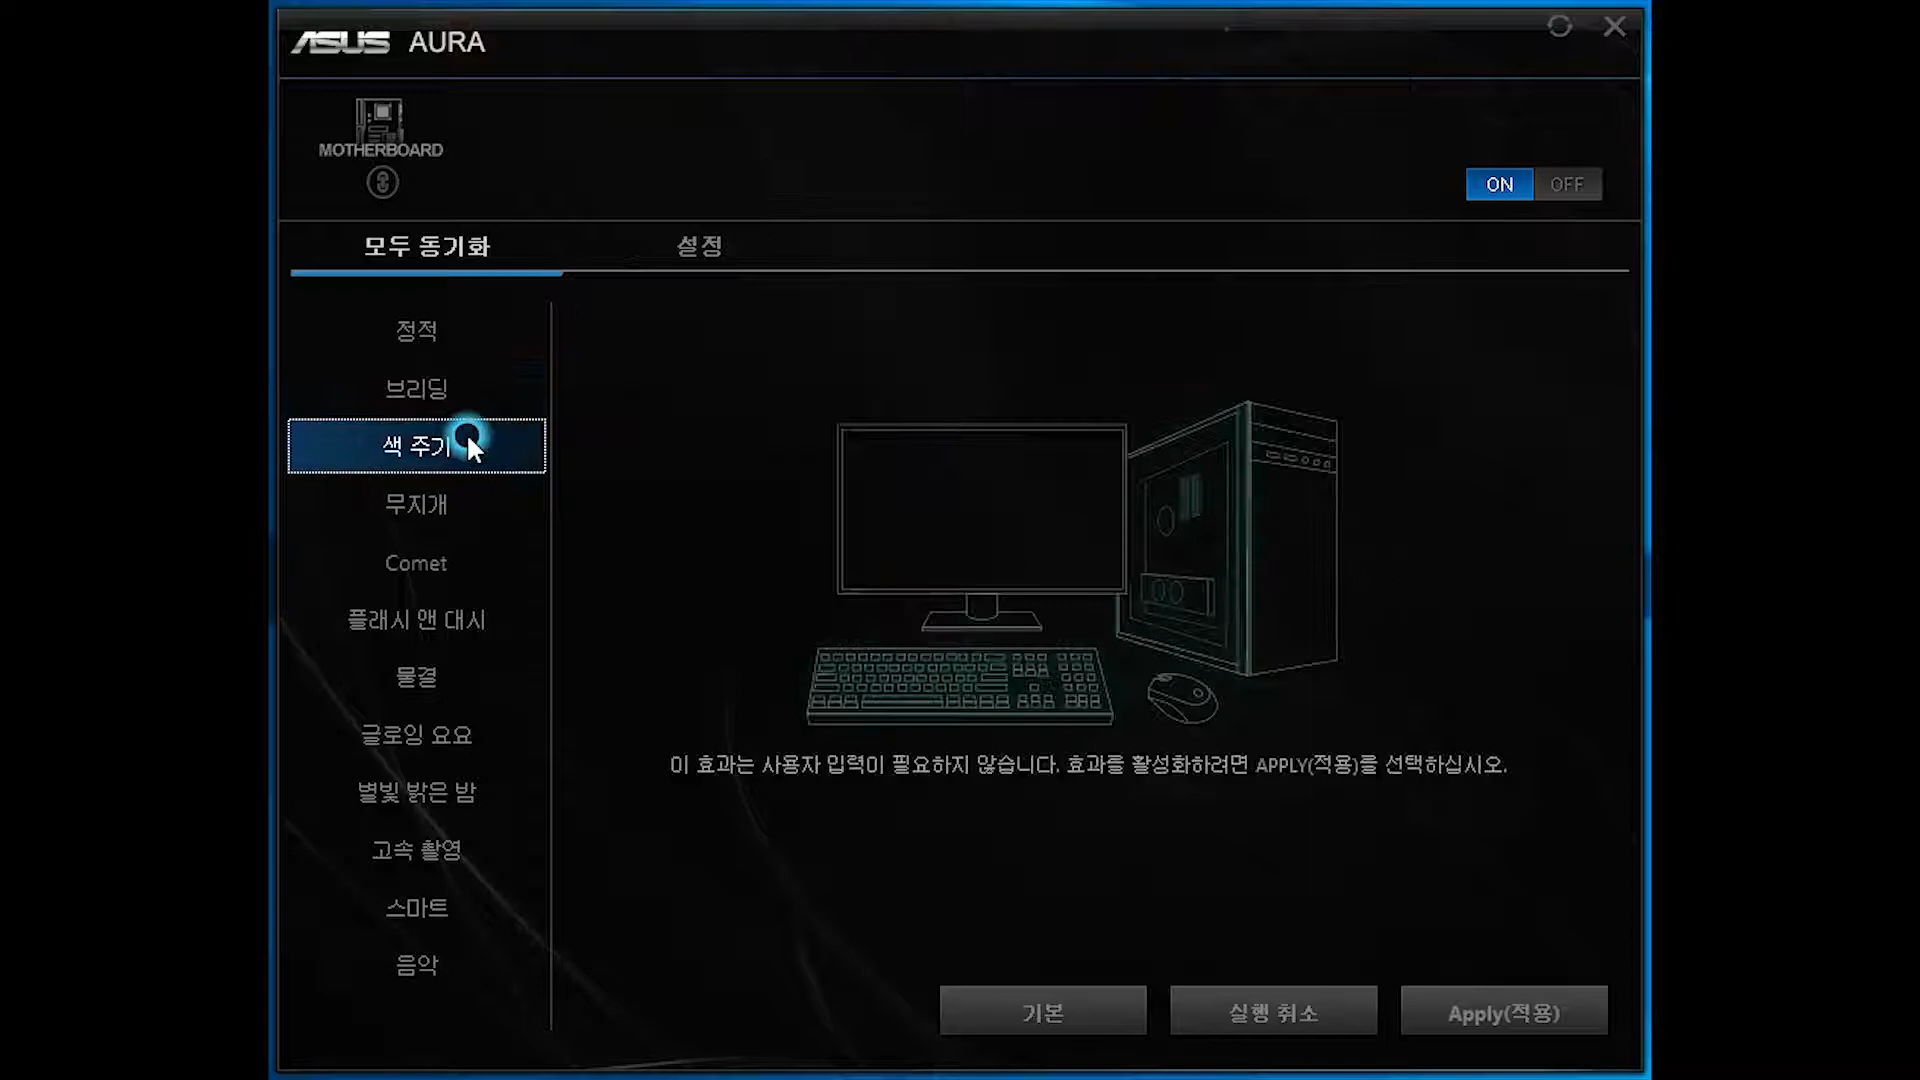 ASUS AURA
MOTHERBOARD
ON OFF
모두 동기화 설정
정적
브리딩
색 주기
무지개
Comet
플래시 앤 대시
물결
글로잉 요요
별빛 밝은 밤
고속 촬영
스마트
음악
이 효과는 사용자 입력이 필요하지 않습니다. 효과를 활성화하려면 APPLY(적용)를 선택하십시오.
기본 실행 취소 Apply(적용)